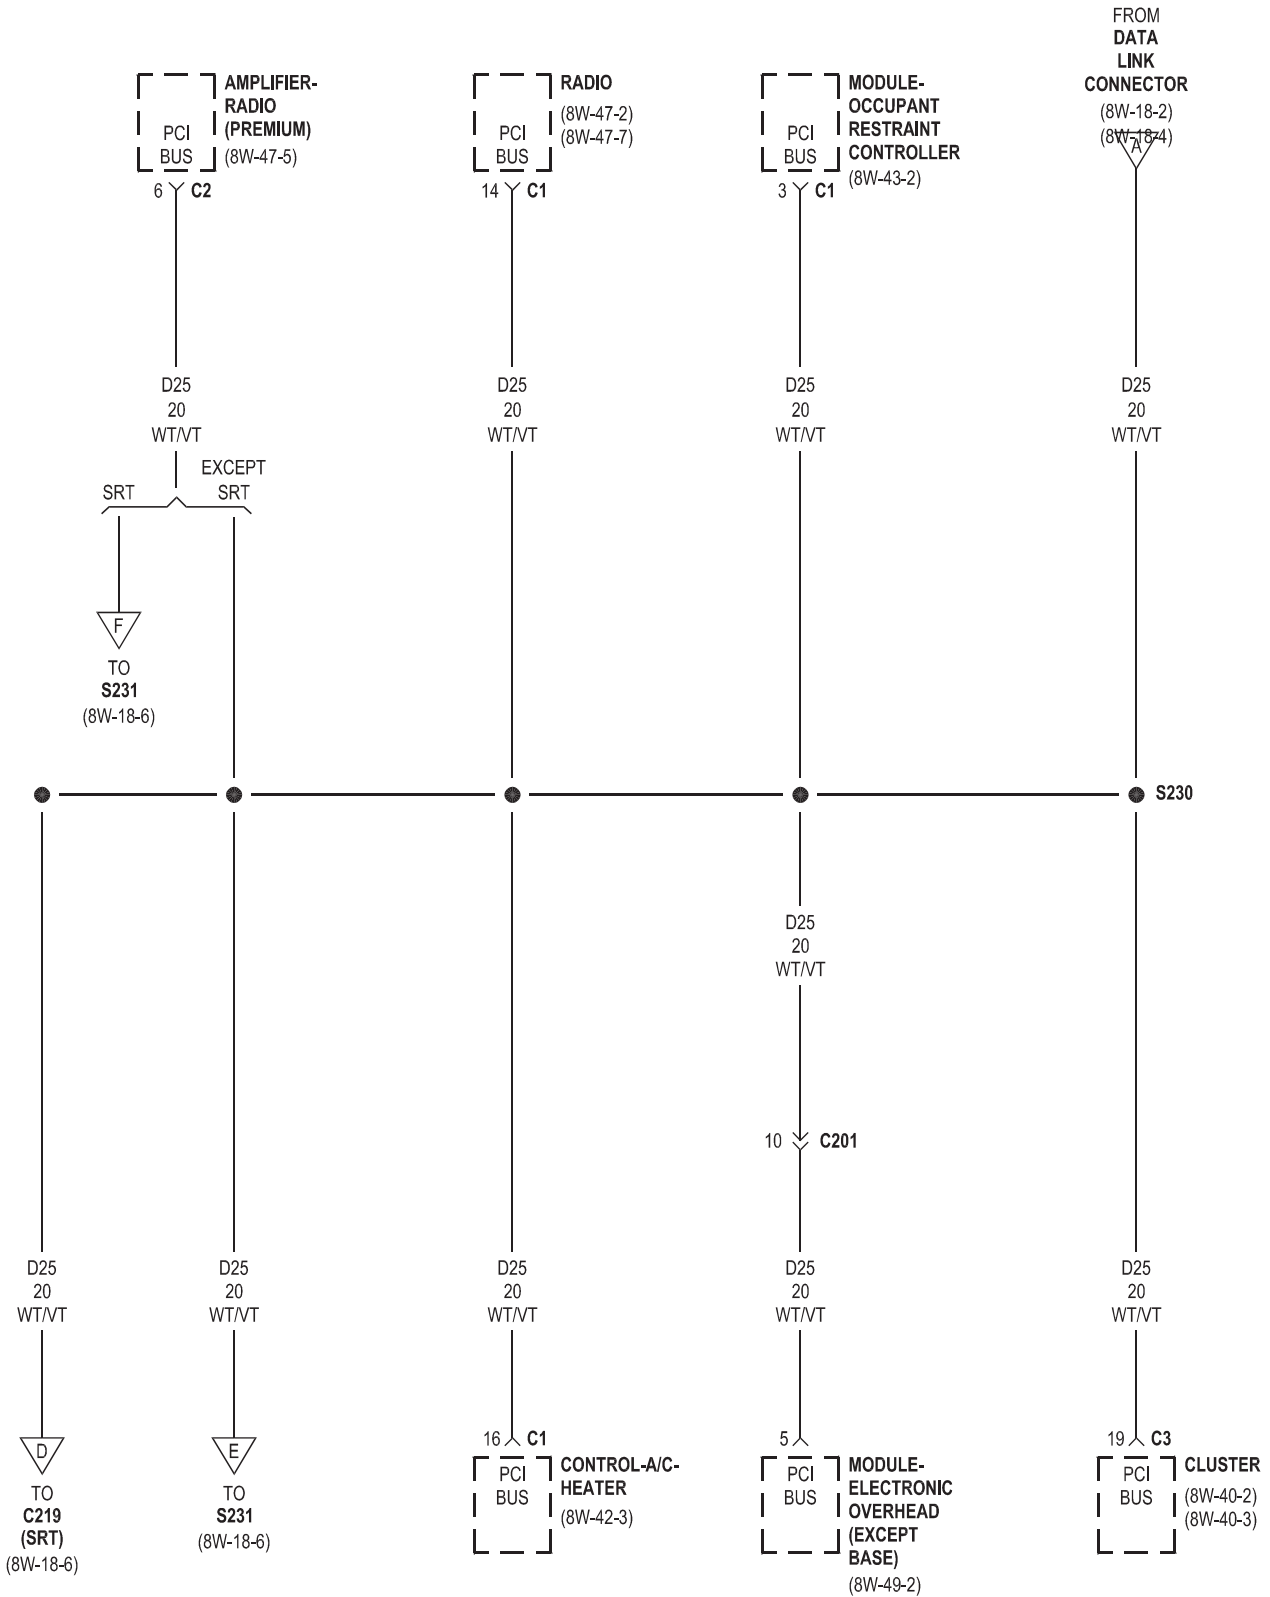 FROM
DATA
LINK
CONNECTOR
(8W-18-2)
(8W-18-4)
A
AMPLIFIER-
RADIO
(PREMIUM)
(8W-47-5)
PCI
BUS
6
C2
RADIO
(8W-47-2)
(8W-47-7)
PCI
BUS
14
C1
MODULE-
OCCUPANT
RESTRAINT
CONTROLLER
(8W-43-2)
PCI
BUS
3
C1
D25
20
WT/VT
D25
20
WT/VT
D25
20
WT/VT
D25
20
WT/VT
SRT
EXCEPT
SRT
F
TO
S231
(8W-18-6)
S230
D25
20
WT/VT
10
C201
D25
20
WT/VT
D25
20
WT/VT
D25
20
WT/VT
D25
20
WT/VT
D25
20
WT/VT
D
TO
C219
(SRT)
(8W-18-6)
E
TO
S231
(8W-18-6)
16
C1
PCI
BUS
CONTROL-A/C-
HEATER
(8W-42-3)
5
PCI
BUS
MODULE-
ELECTRONIC
OVERHEAD
(EXCEPT
BASE)
(8W-49-2)
19
C3
PCI
BUS
CLUSTER
(8W-40-2)
(8W-40-3)